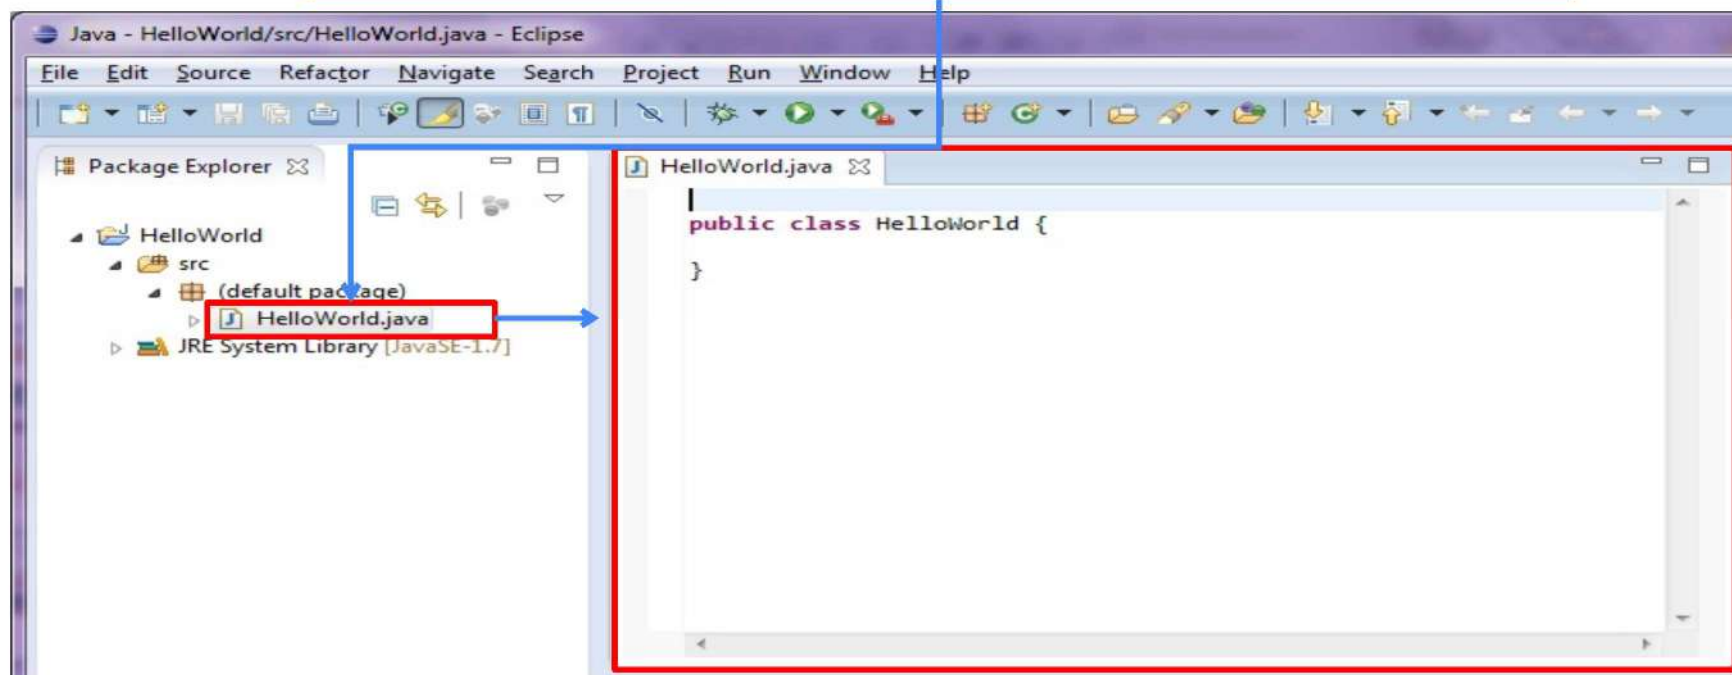 Java - HelloWorld/src/HelloWorld.java - Eclipse
File Edit Source Refactor Navigate Search Project Run Window Help
Package Explorer
HelloWorld
src
(default package)
HelloWorld.java
JRE System Library [JavaSE-1.7]
HelloWorld.java
public class HelloWorld {
}